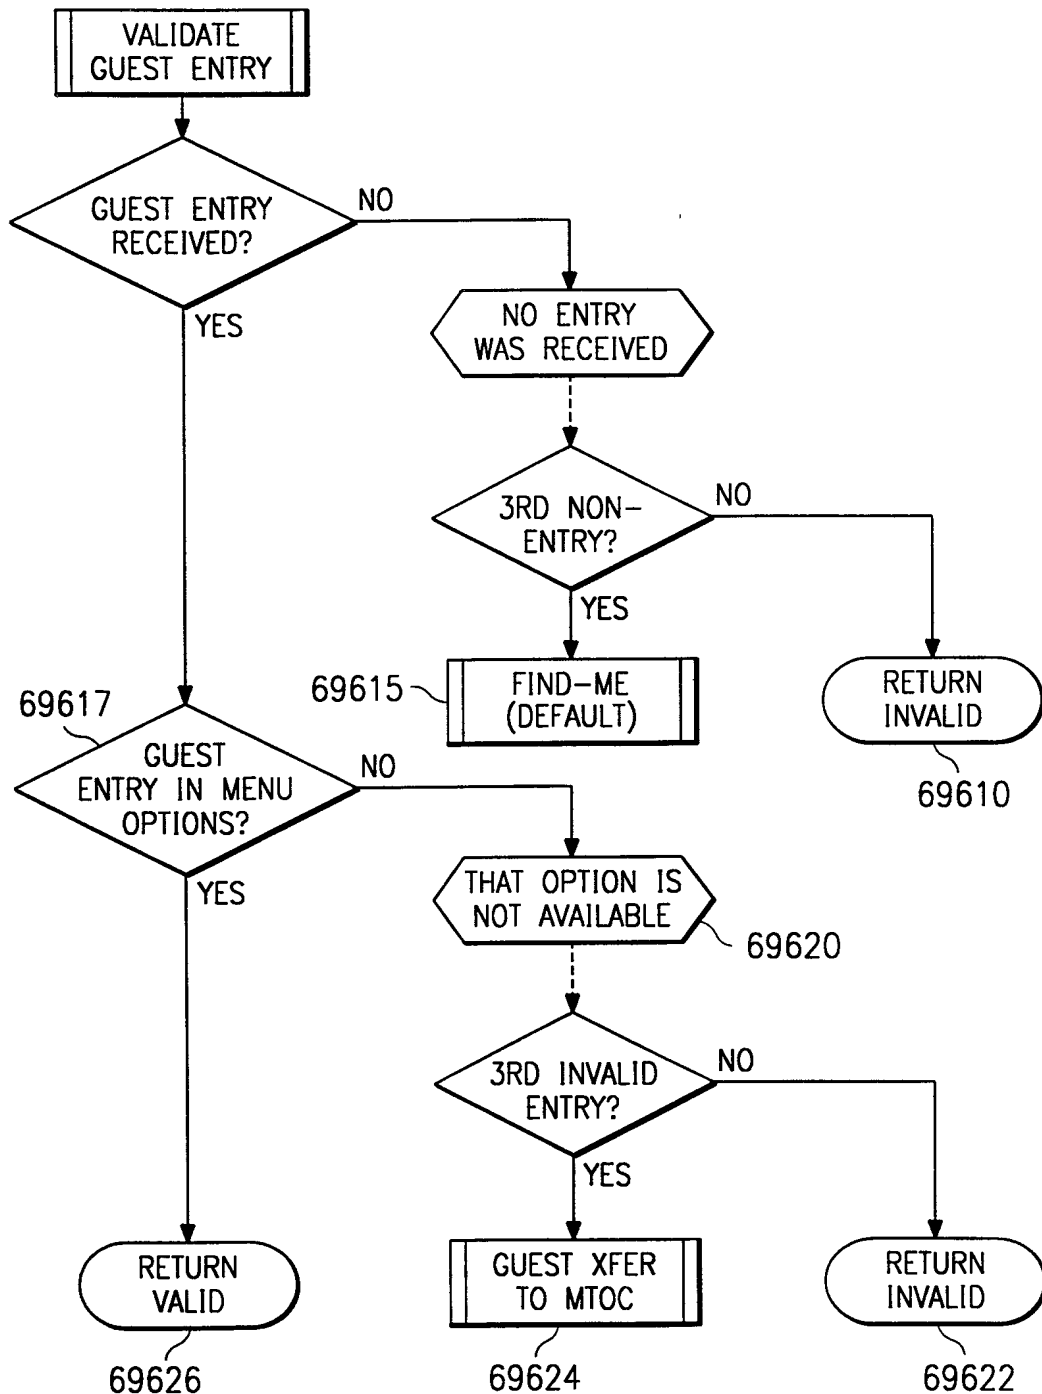 VALIDATE
GUEST ENTRY
GUEST ENTRY
RECEIVED?
NO
YES
NO ENTRY
WAS RECEIVED
3RD NON-
ENTRY?
NO
YES
69615
FIND-ME
(DEFAULT)
RETURN
INVALID
69610
69617
GUEST
ENTRY IN MENU
OPTIONS?
NO
YES
THAT OPTION IS
NOT AVAILABLE
69620
3RD INVALID
ENTRY?
NO
YES
RETURN
VALID
69626
GUEST XFER
TO MTOC
69624
RETURN
INVALID
69622